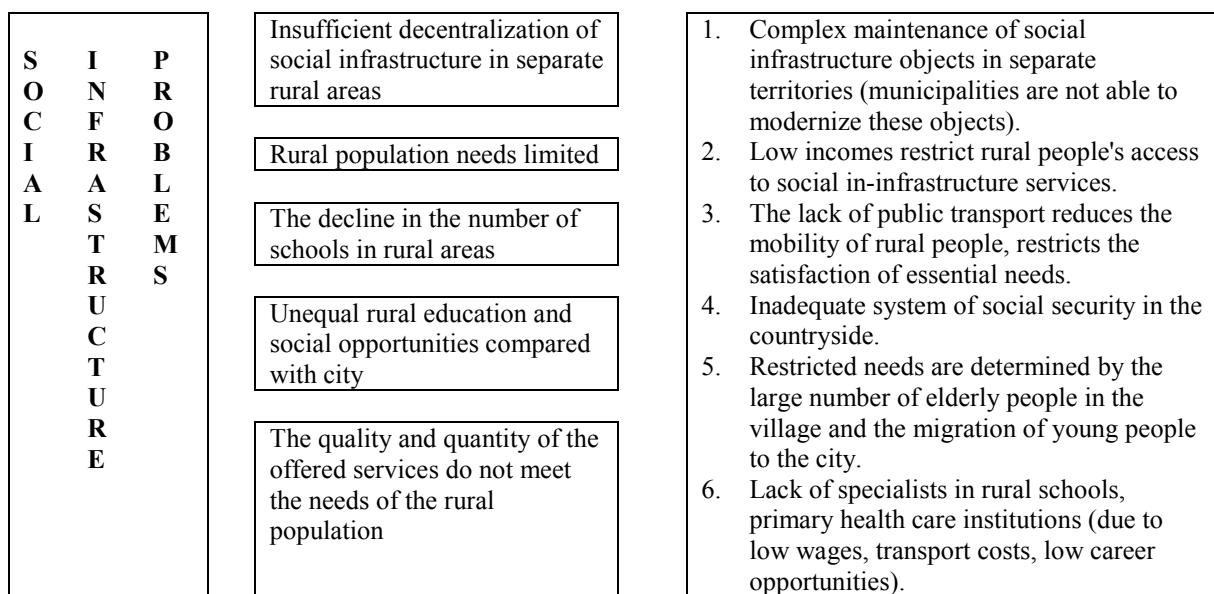 SOCIAL
INFRASTRUCTURE
PROBLEMS
Insufficient decentralization of
social infrastructure in separate
rural areas
Rural population needs limited
The decline in the number of
schools in rural areas
Unequal rural education and
social opportunities compared
with city
The quality and quantity of the
offered services do not meet
the needs of the rural
population
1. Complex maintenance of social
infrastructure objects in separate
territories (municipalities are not able to
modernize these objects).
2. Low incomes restrict rural people's access
to social in-infrastructure services.
3. The lack of public transport reduces the
mobility of rural people, restricts the
satisfaction of essential needs.
4. Inadequate system of social security in the
countryside.
5. Restricted needs are determined by the
large number of elderly people in the
village and the migration of young people
to the city.
6. Lack of specialists in rural schools,
primary health care institutions (due to
low wages, transport costs, low career
opportunities).